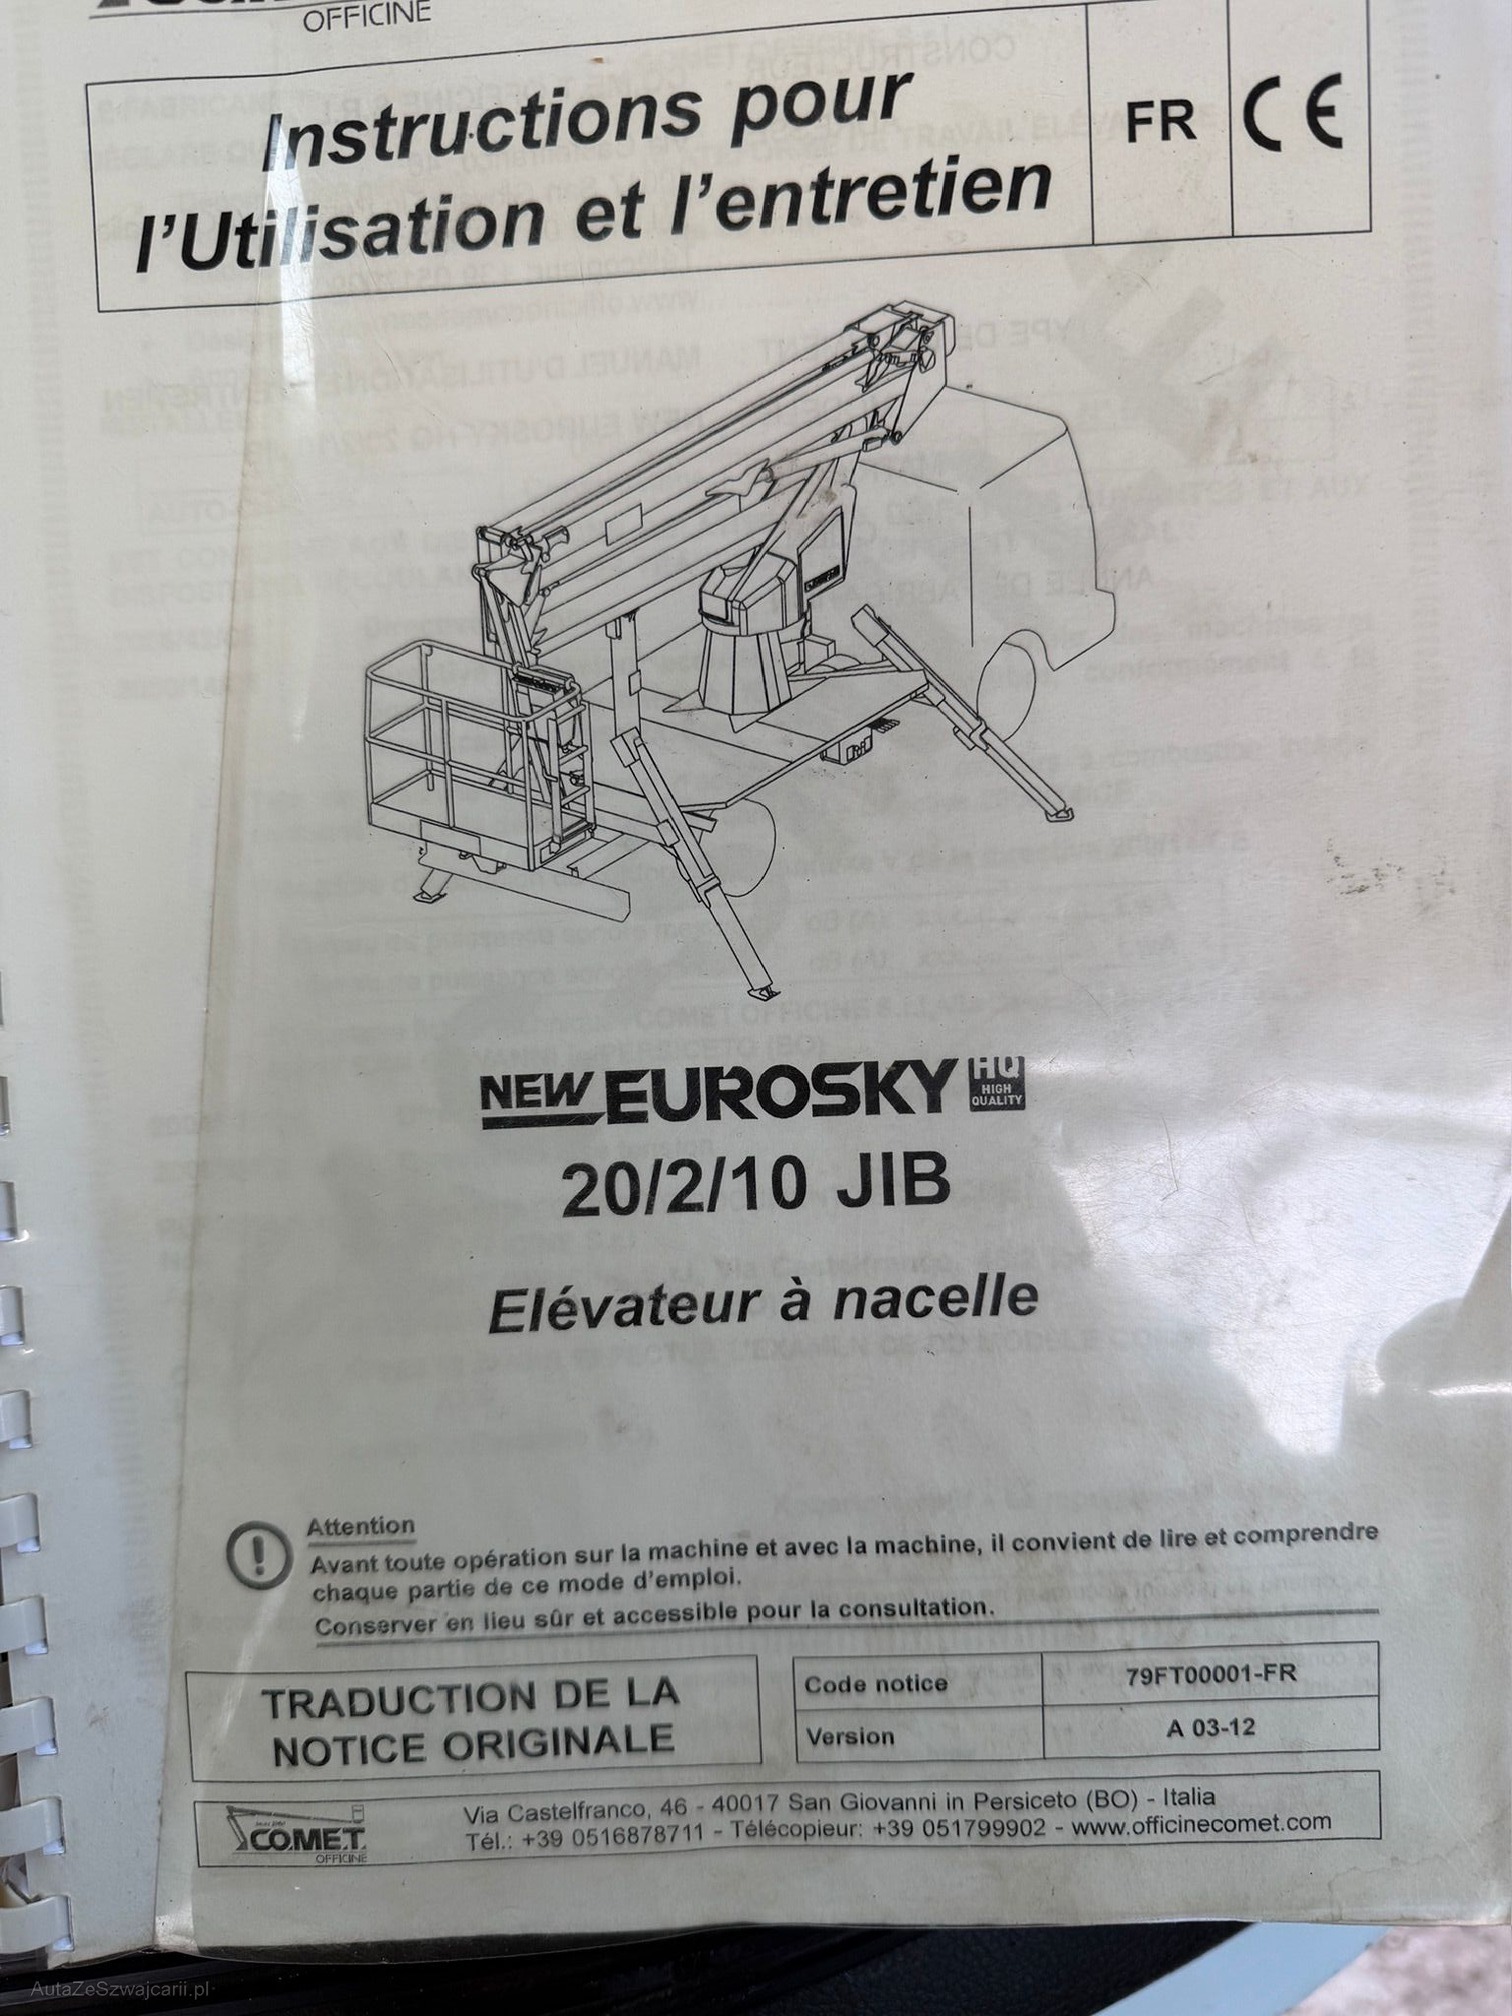 OFFICINE
Instructions pour
l'Utilisation et l'entretien
FR
CE
NEW EUROSKY HQ HIGH QUALITY
20/2/10 JIB
Elévateur à nacelle
Attention
Avant toute opération sur la machine et avec la machine, il convient de lire et comprendre
chaque partie de ce mode d'emploi.
Conserver en lieu sûr et accessible pour la consultation.
TRADUCTION DE LA
NOTICE ORIGINALE
Code notice 79FT00001-FR
Version A 03-12
CO.ME.T. OFFICINE
Via Castelfranco, 46 - 40017 San Giovanni in Persiceto (BO) - Italia
Tél.: +39 0516878711 - Télécopieur: +39 051799902 - www.officinecomet.com
AutaZeSzwajcarii.pl